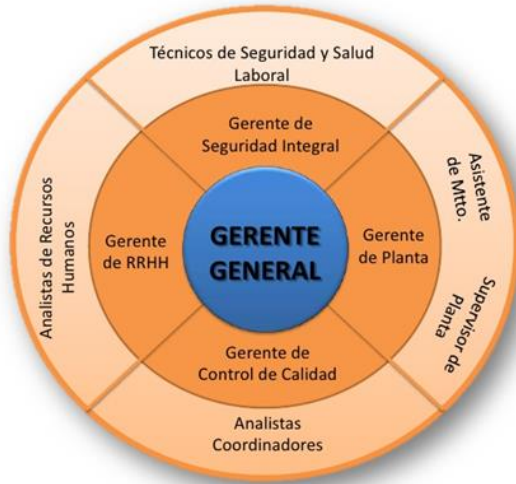 Técnicos de Seguridad y Salud
Laboral
Gerente de
Seguridad Integral
Analistas de Recursos
Humanos
Gerente
de RRHH
GERENTE
GENERAL
Gerente
de Planta
Asistente
de Mtto.
Supervisor de
Planta
Gerente de
Control de Calidad
Analistas
Coordinadores